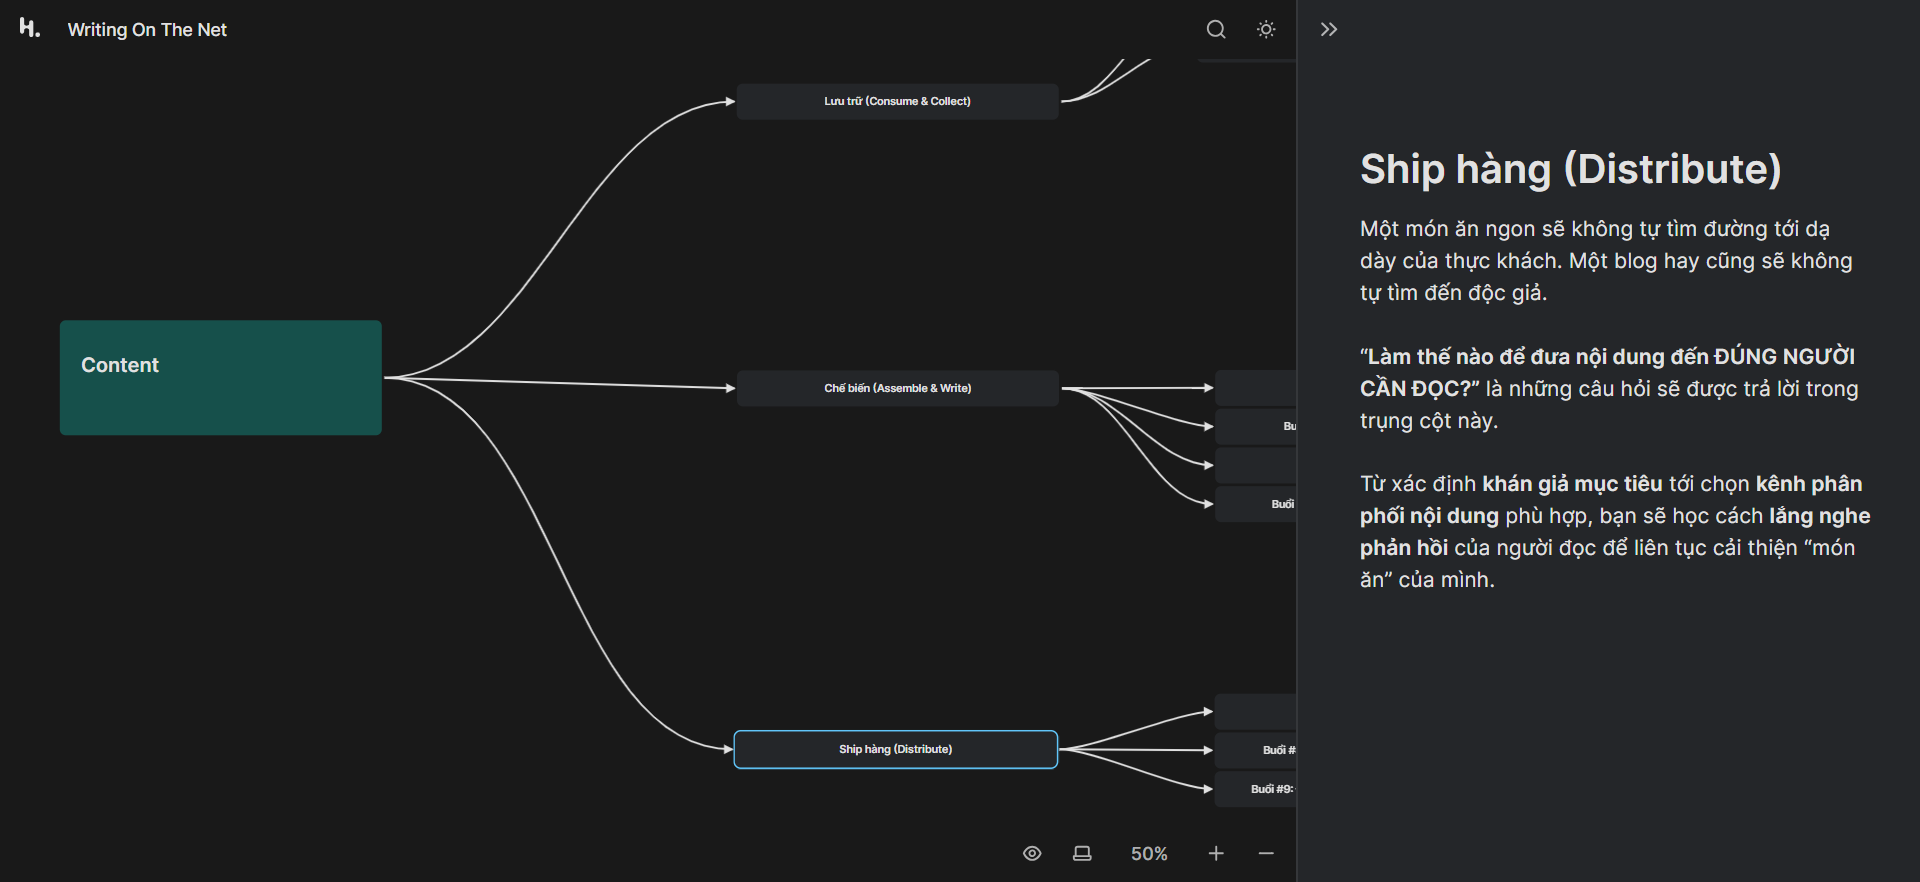 H.
Writing On The Net
Lưu trữ (Consume & Collect)
Content
Chế biến (Assemble & Write)
Bu
Buổi
Ship hàng (Distribute)
Buổi #
Buổi #9:
50%
Ship hàng (Distribute)
Một món ăn ngon sẽ không tự tìm đường tới dạ
dày của thực khách. Một blog hay cũng sẽ không
tự tìm đến độc giả.
“Làm thế nào để đưa nội dung đến ĐÚNG NGƯỜI
CẦN ĐỌC?” là những câu hỏi sẽ được trả lời trong
trụng cột này.
Từ xác định khán giả mục tiêu tới chọn kênh phân
phối nội dung phù hợp, bạn sẽ học cách lắng nghe
phản hồi của người đọc để liên tục cải thiện “món
ăn” của mình.